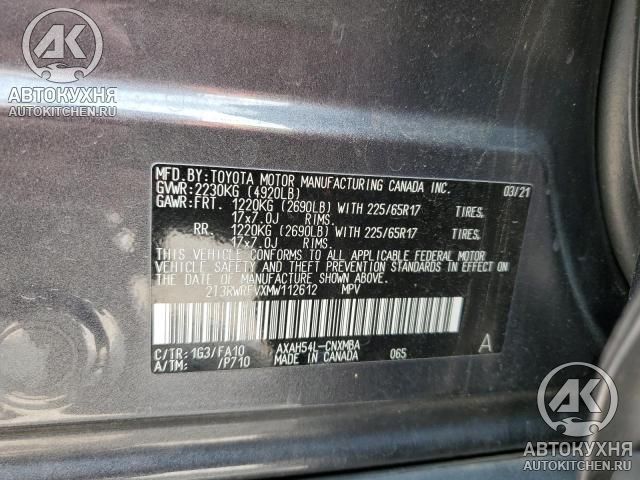 АК
АВТОКУХНЯ
AUTOKITCHEN.RU
MFD.BY:TOYOTA MOTOR MANUFACTURING CANADA INC.
GVWR:2230KG (4920LB) 03/21
GAWR:FRT. 1220KG (2690LB) WITH 225/65R17 TIRES,
17x7.0J RIMS.
RR. 1220KG (2690LB) WITH 225/65R17 TIRES,
17x7.0J RIMS.
THIS VEHICLE CONFORMS TO ALL APPLICABLE FEDERAL MOTOR
VEHICLE SAFETY AND THEFT PREVENTION STANDARDS IN EFFECT
ON THE DATE OF MANUFACTURE SHOWN ABOVE.
2T3RWRFVXMW112612 MPV
C/TR: 1G3/FA10 AXAH54L-CNXMBA 065 A
A/TM: /P710 MADE IN CANADA
АК
АВТОКУХНЯ
AUTOKITCHEN.RU